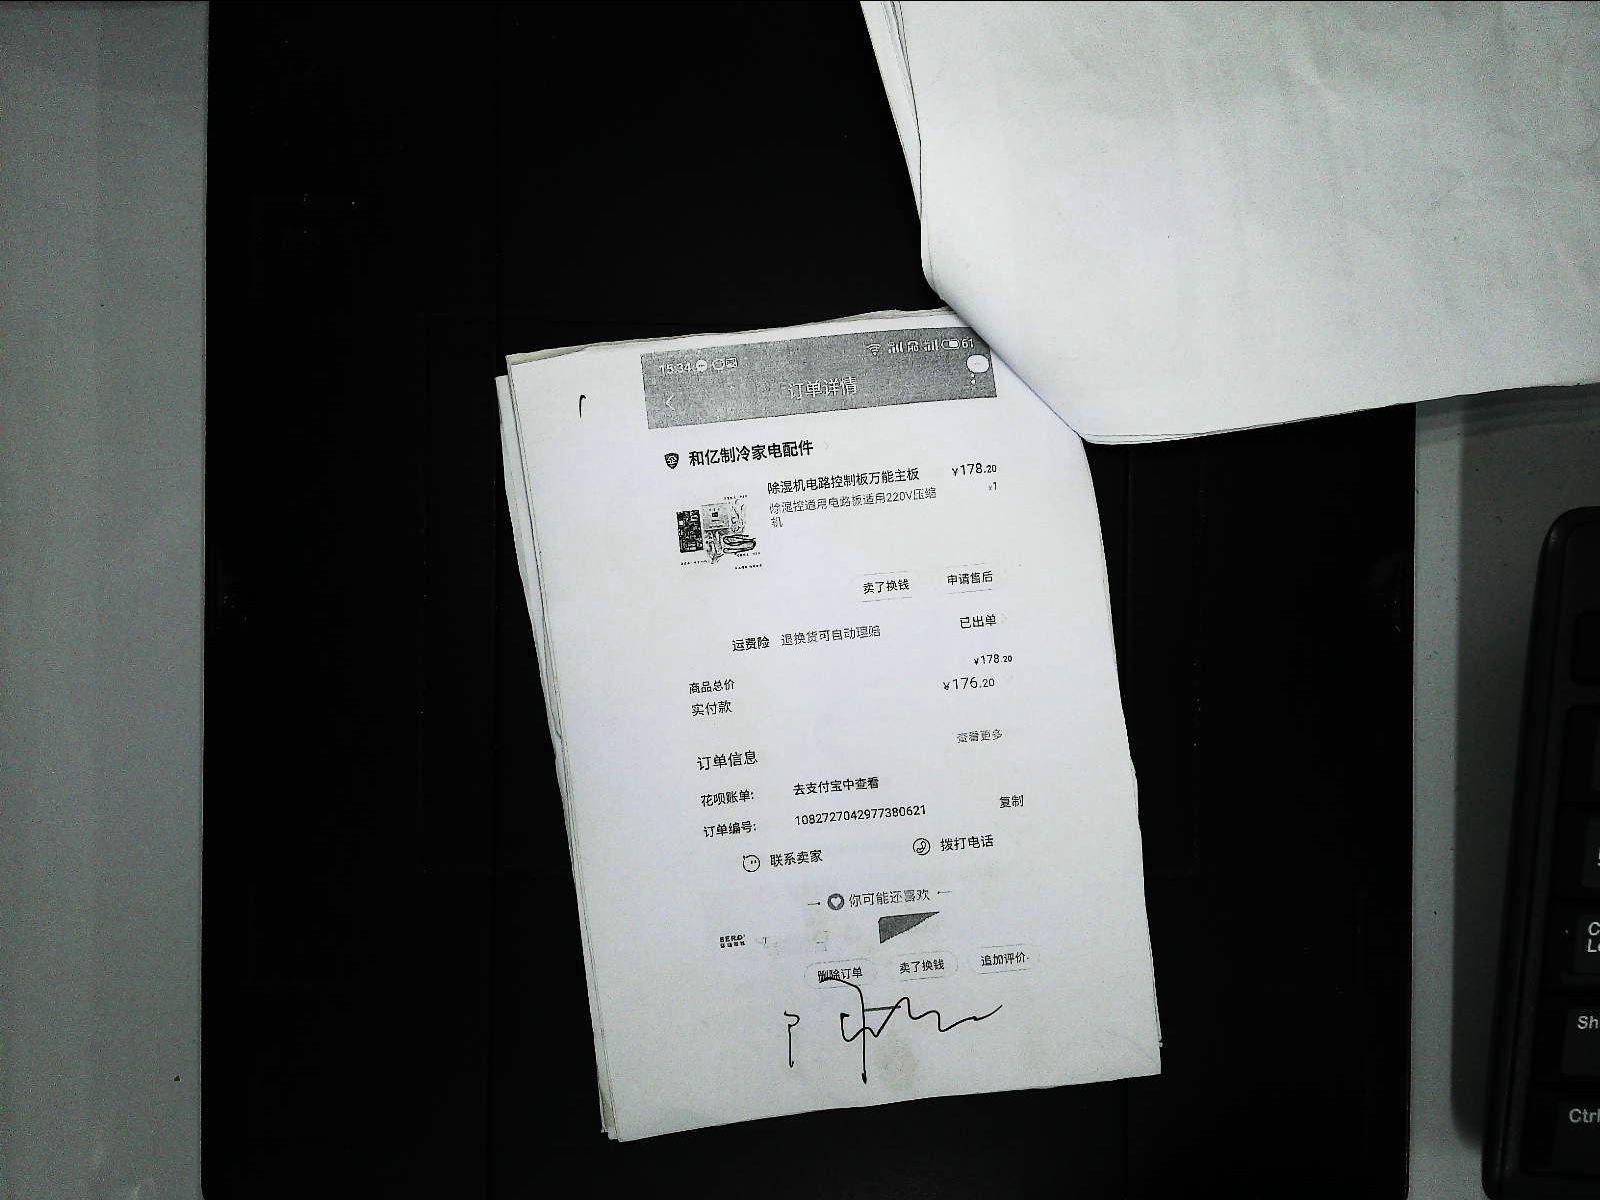 15:34
61
订单详情
和亿制冷家电配件
除湿机电路控制板万能主板 ¥178.20
除湿控通用电路板适用220V压缩 x1
机
卖了换钱 申请售后
运费险 退换货可自动理赔 已出单
商品总价 ¥178.20
实付款 ¥176.20
订单信息 查看更多
花呗账单: 去支付宝中查看
订单编号: 1082727042977380621 复制
联系卖家 拨打电话
你可能还喜欢
删除订单 卖了换钱 追加评价
Ctrl